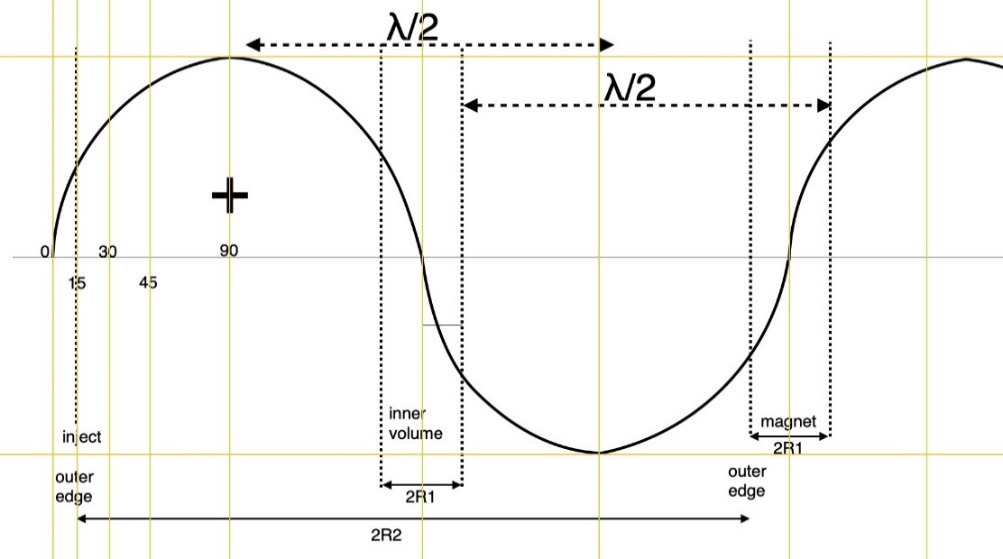 λ/2
λ/2
+
0
30
90
15
45
inner
volume
magnet
2R1
inject
outer
edge
outer
edge
2R1
2R2